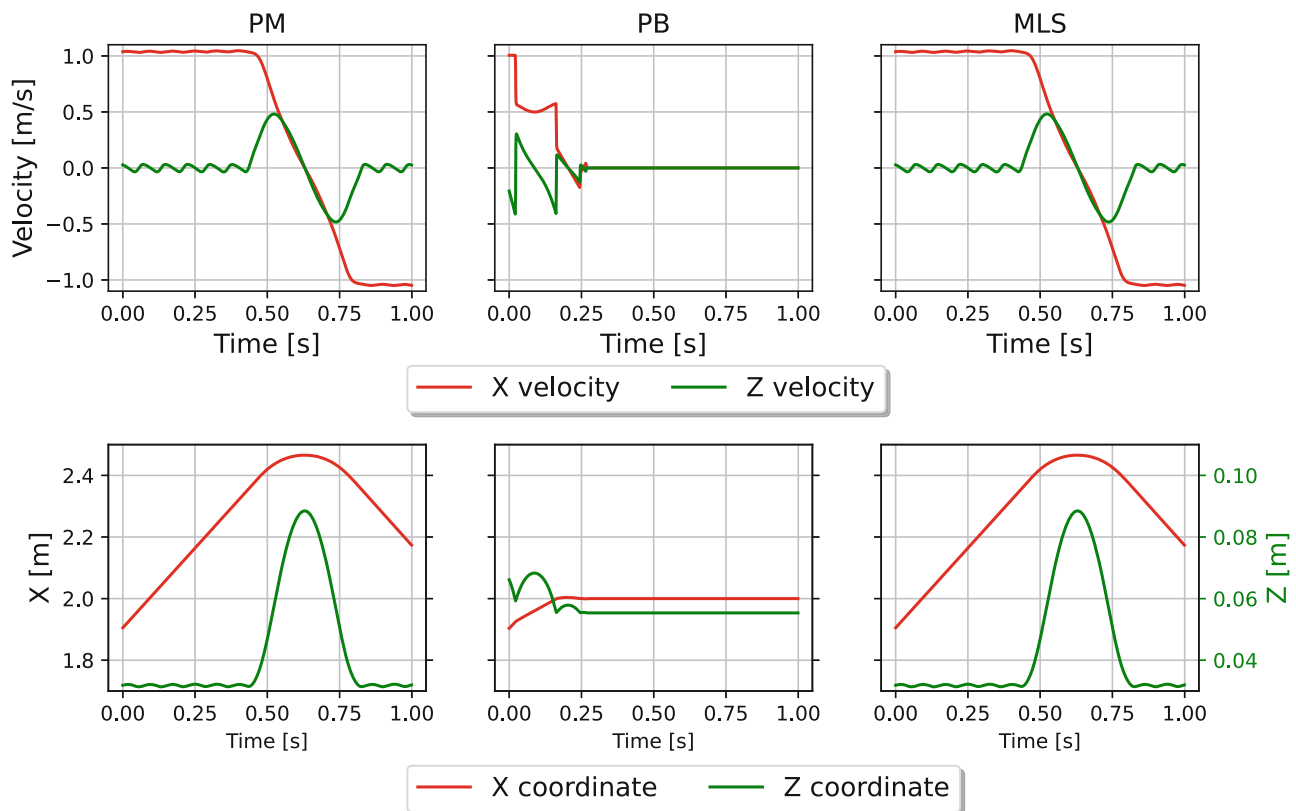 PM PB MLS
Velocity [m/s]
1.0
0.5
0.0
−0.5
−1.0
0.00 0.25 0.50 0.75 1.00 0.00 0.25 0.50 0.75 1.00 0.00 0.25 0.50 0.75 1.00
Time [s] Time [s] Time [s]
X velocity Z velocity
X [m]
2.4 0.10
2.2 0.08
2.0 0.06
1.8 0.04
Z [m]
0.00 0.25 0.50 0.75 1.00 0.00 0.25 0.50 0.75 1.00 0.00 0.25 0.50 0.75 1.00
Time [s] Time [s] Time [s]
X coordinate Z coordinate